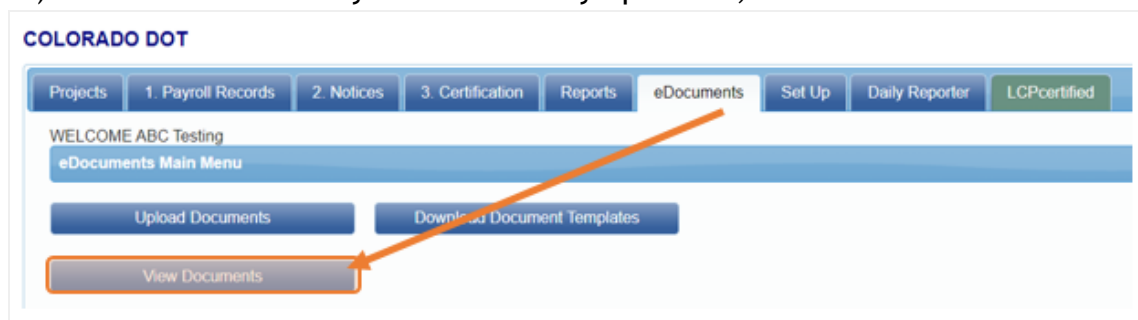 COLORADO DOT
Projects 1. Payroll Records 2. Notices 3. Certification Reports eDocuments Set Up Daily Reporter LCPcertified
WELCOME ABC Testing
eDocuments Main Menu
Upload Documents Download Document Templates
View Documents